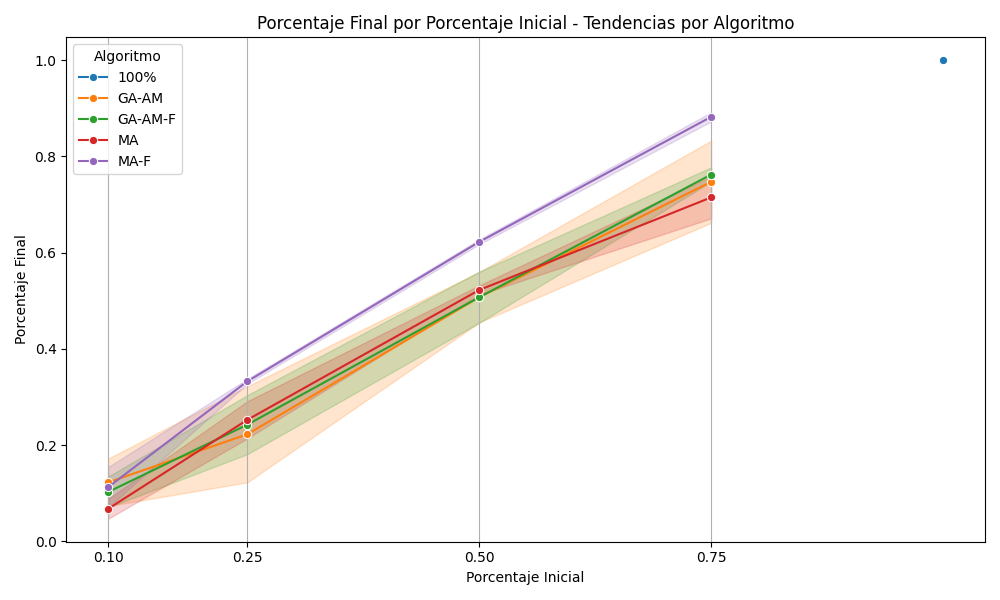 Porcentaje Final por Porcentaje Inicial - Tendencias por Algoritmo
Algoritmo
100%
GA-AM
GA-AM-F
MA
MA-F
Porcentaje Final
1.0
0.8
0.6
0.4
0.2
0.0
0.10
0.25
0.50
0.75
Porcentaje Inicial